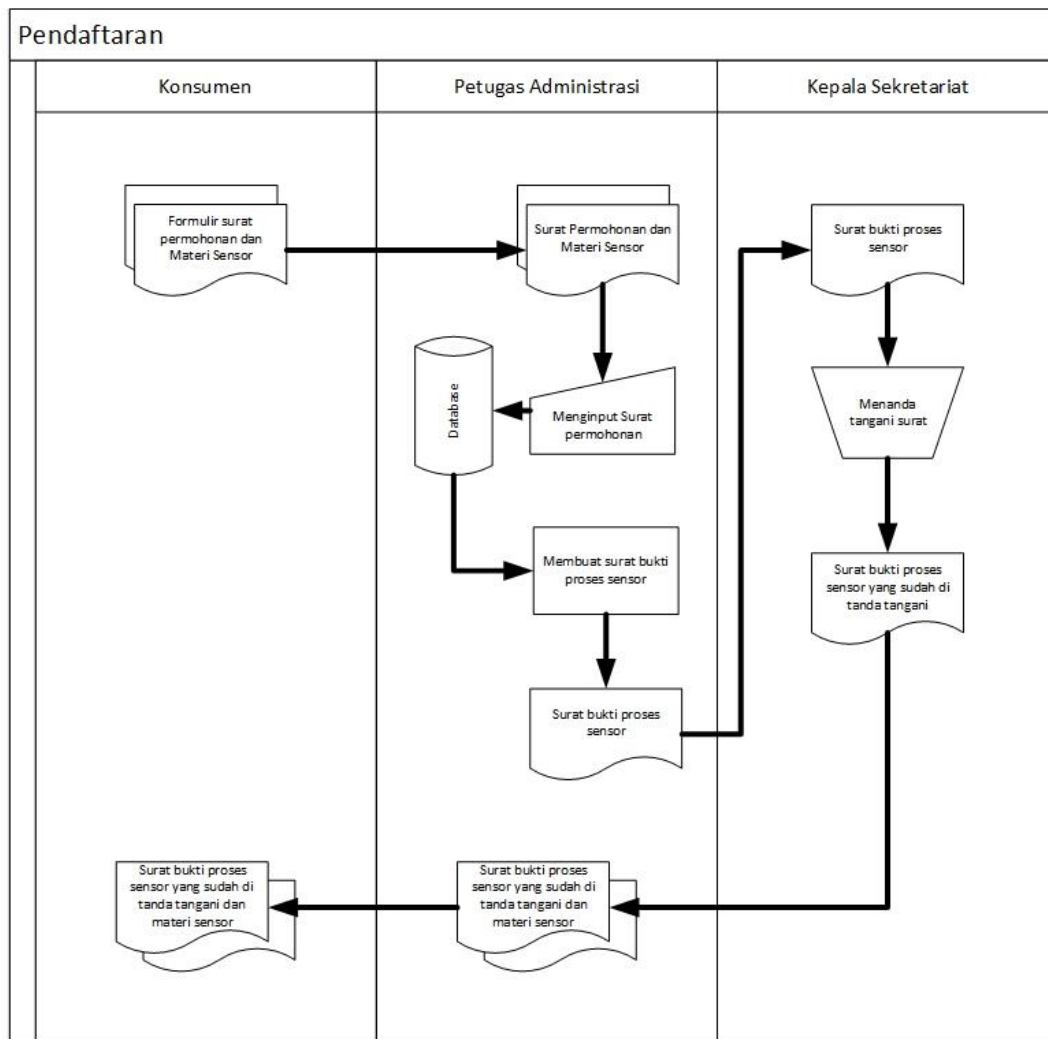 Pendaftaran
Konsumen
Petugas Administrasi
Kepala Sekretariat
Formulir surat
permohonan dan
Materi Sensor
Surat Permohonan dan
Materi Sensor
Surat bukti proses
sensor
Database
Menginput Surat
permohonan
Menanda
tangani surat
Membuat surat bukti
proses sensor
Surat bukti proses
sensor yang sudah di
tanda tangani
Surat bukti proses
sensor
Surat bukti proses
sensor yang sudah di
tanda tangani dan
materi sensor
Surat bukti proses
sensor yang sudah di
tanda tangani dan
materi sensor